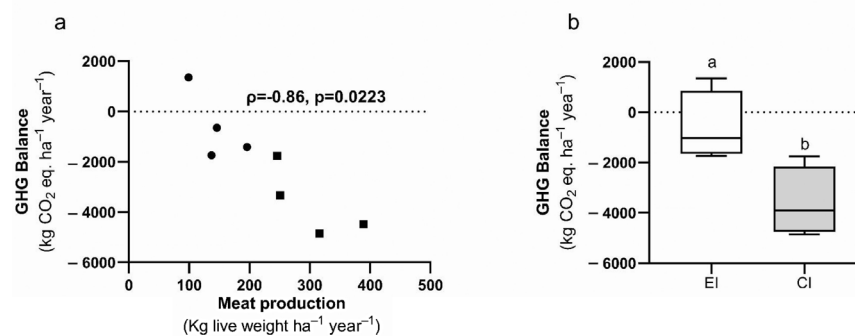 a
GHG Balance
(kg CO₂ eq. ha⁻¹ year⁻¹)
2000
0
– 2000
– 4000
– 6000
ρ=-0.86, p=0.0223
0
100
200
300
400
500
Meat production
(Kg live weight ha⁻¹ year⁻¹)
b
GHG Balance
(kg CO₂ eq. ha⁻¹ yea⁻¹)
2000
0
– 2000
– 4000
– 6000
a
b
EI
CI